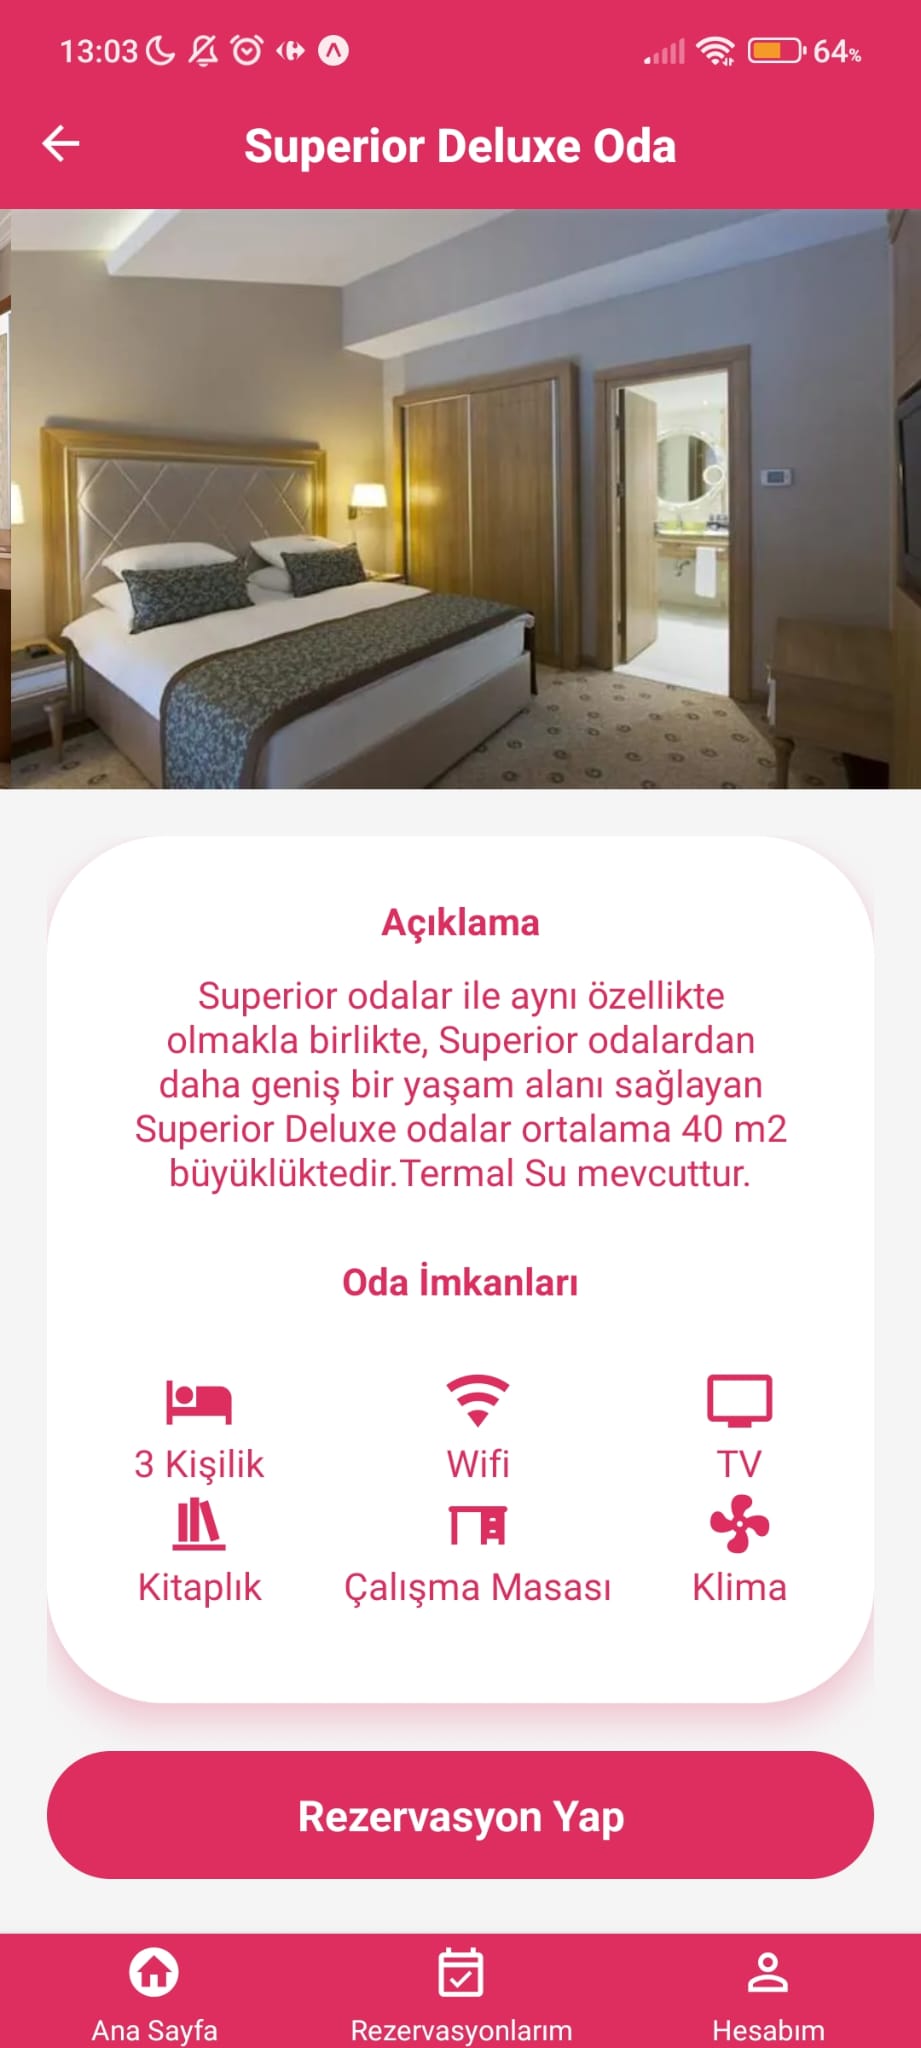 13:03
64%
Superior Deluxe Oda
Açıklama
Superior odalar ile aynı özellikte
olmakla birlikte, Superior odalardan
daha geniş bir yaşam alanı sağlayan
Superior Deluxe odalar ortalama 40 m2
büyüklüktedir.Termal Su mevcuttur.
Oda İmkanları
3 Kişilik
Wifi
TV
Kitaplık
Çalışma Masası
Klima
Rezervasyon Yap
Ana Sayfa
Rezervasyonlarım
Hesabım